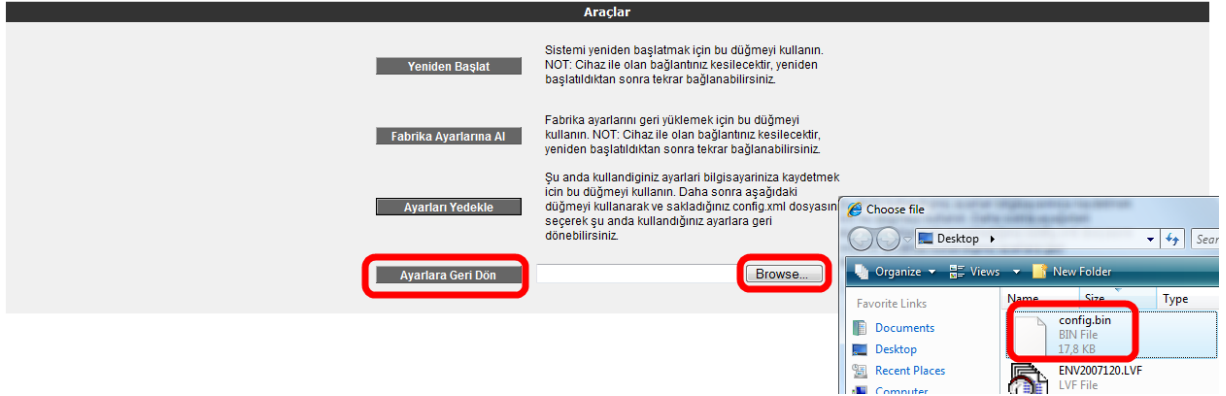 Araçlar
Yeniden Başlat
Sistemi yeniden başlatmak için bu düğmeyi kullanın.
NOT: Cihaz ile olan bağlantınız kesilecektir, yeniden
başlatıldıktan sonra tekrar bağlanabilirsiniz.
Fabrika Ayarlarına Al
Fabrika ayarlarını geri yüklemek için bu düğmeyi
kullanın. NOT: Cihaz ile olan bağlantınız kesilecektir,
yeniden başlatıldıktan sonra tekrar bağlanabilirsiniz.
Ayarları Yedekle
Şu anda kullandiginiz ayarlari bilgisayariniza kaydetmek
icin bu düğmeyi kullanın. Daha sonra aşağıdaki
düğmeyi kullanarak ve sakladığınız config.xml dosyasın
seçerek şu anda kullandığınız ayarlara geri
dönebilirsiniz.
Ayarlara Geri Dön
Browse...
Choose file
Desktop
Sear
Organize
Views
New Folder
Favorite Links
Documents
Desktop
Recent Places
Computer
Name Size Type
config.bin
BIN File
17,8 KB
ENV2007120.LVF
LVF File